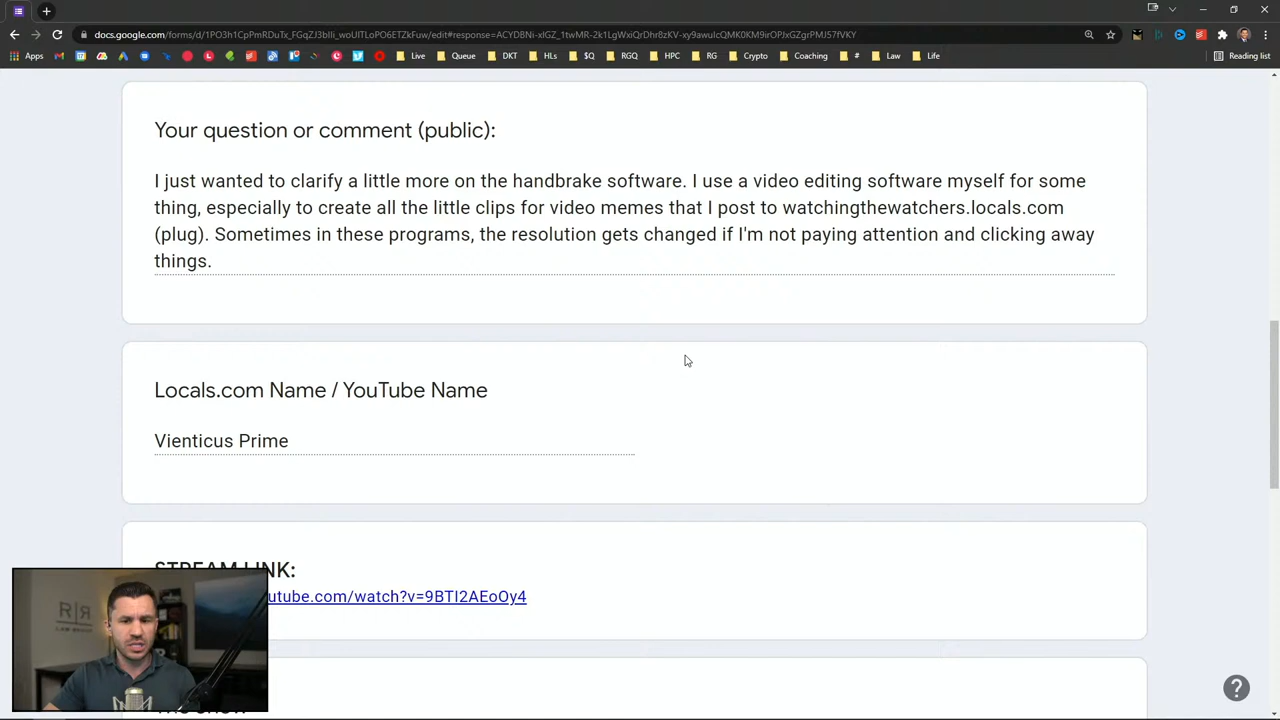 docs.google.com/forms/d/1PO3h1CpPmRDuTx_FGqZJ3bIli_woUlTLoPO6ETZkFuw/edit#response=ACYDBNi-xlGZ_1twMR-2k1LgWxiQrDhr8zKV-xy9awulcQMK0KM9irOPJxGZgrPMJ57fVKY
Apps Live Queue DKT HLs $Q RGQ HPC RG Crypto Coaching # Law Life Reading list
Your question or comment (public):
I just wanted to clarify a little more on the handbrake software. I use a video editing software myself for some
thing, especially to create all the little clips for video memes that I post to watchingthewatchers.locals.com
(plug). Sometimes in these programs, the resolution gets changed if I'm not paying attention and clicking away
things.
Locals.com Name / YouTube Name
Vienticus Prime
STREAM LINK:
utube.com/watch?v=9BTI2AEoOy4
R|R
LAW GROUP